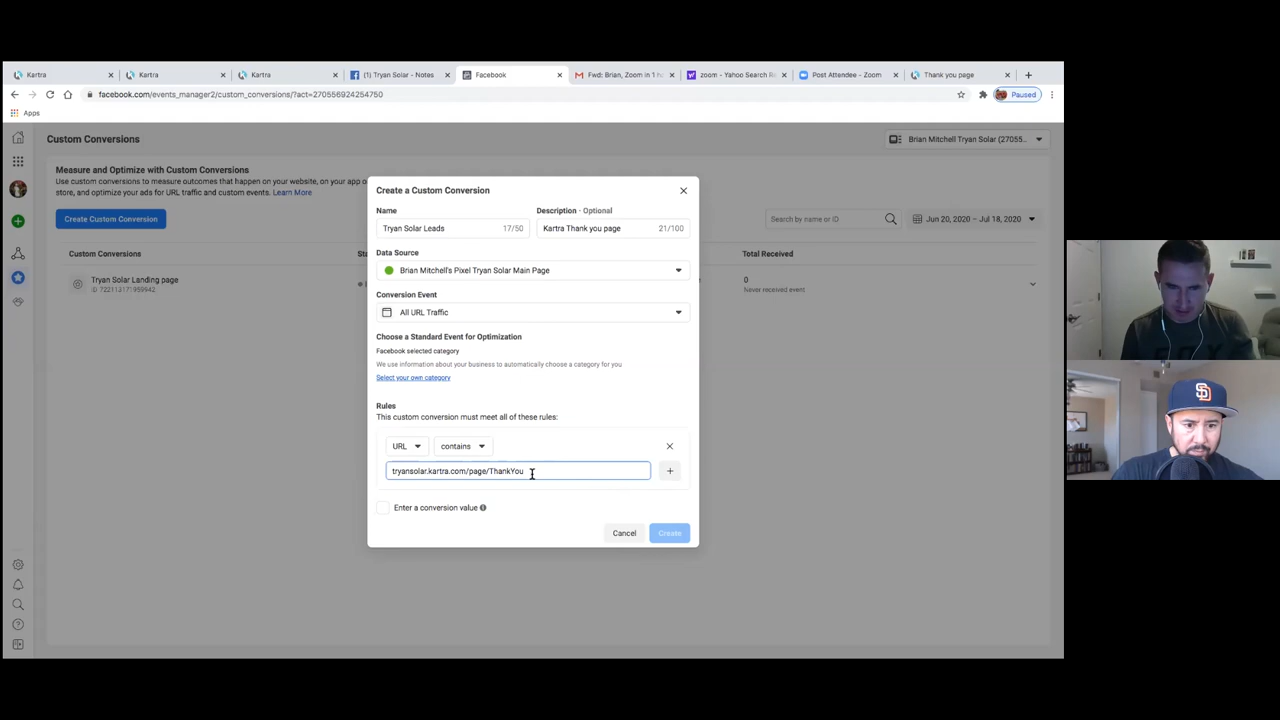 Kartra
Kartra
Kartra
(1) Tryan Solar - Notes
Facebook
Fwd: Brian, Zoom in 1 h
zoom - Yahoo Search R
Post Attendee - Zoom
Thank you page
facebook.com/events_manager2/custom_conversions/?act=270556924254750
Paused
Apps
Custom Conversions
Brian Mitchell Tryan Solar (27055...
Measure and Optimize with Custom Conversions
Use custom conversions to measure outcomes that happen on your website, on your app o
store, and optimize your ads for URL traffic and custom events. Learn More
Create Custom Conversion
Search by name or ID
Jun 20, 2020 – Jul 18, 2020
Custom Conversions
Sta
Total Received
Tryan Solar Landing page
0
Never received event
Create a Custom Conversion
Name
Description - Optional
Tryan Solar Leads
17/50
Kartra Thank you page
21/100
Data Source
Brian Mitchell's Pixel Tryan Solar Main Page
Conversion Event
All URL Traffic
Choose a Standard Event for Optimization
Facebook selected category
We use information about your business to automatically choose a category for you
Select your own category
Rules
This custom conversion must meet all of these rules:
URL
contains
tryansolar.kartra.com/page/ThankYou
Enter a conversion value
Cancel
Create